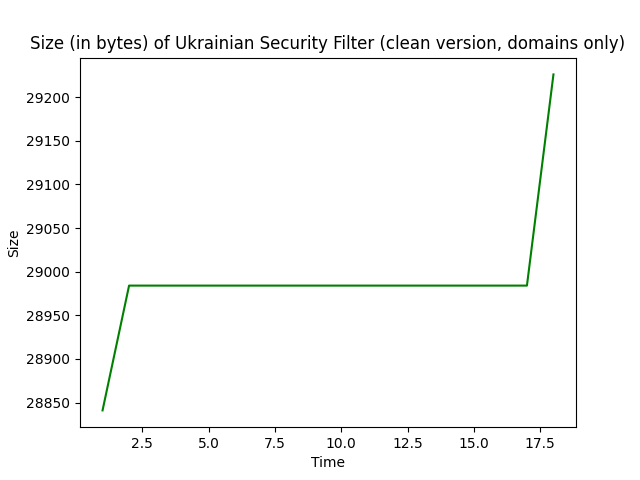 Size (in bytes) of Ukrainian Security Filter (clean version, domains only)
29200
29150
29100
29050
29000
28950
28900
28850
Size
2.5 5.0 7.5 10.0 12.5 15.0 17.5
Time